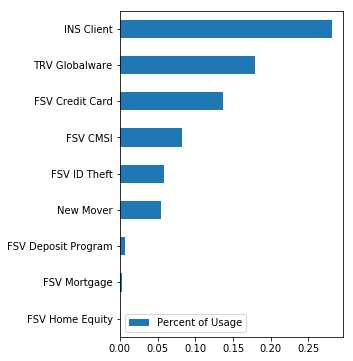 INS Client
TRV Globalware
FSV Credit Card
FSV CMSI
FSV ID Theft
New Mover
FSV Deposit Program
FSV Mortgage
FSV Home Equity
Percent of Usage
0.00 0.05 0.10 0.15 0.20 0.25